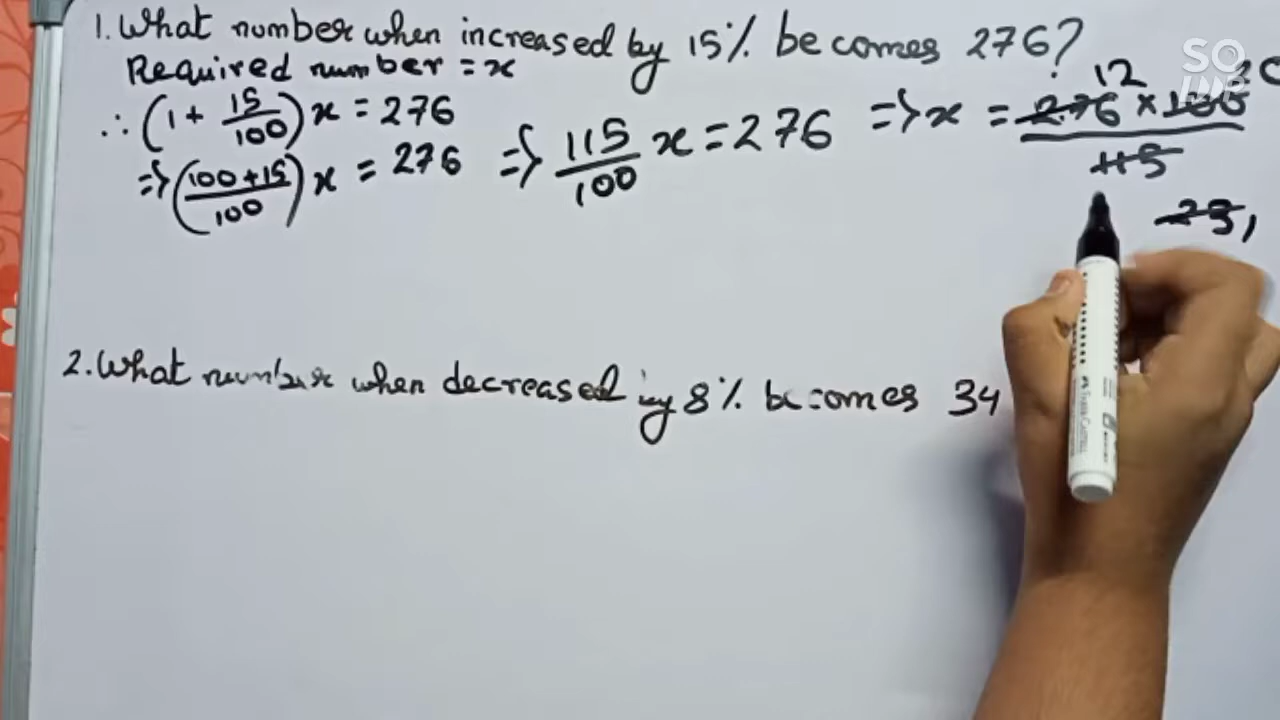 1. What number when increased by 15% becomes 276?
Required number = x
∴ (1 + 15/100) x = 276
⇒ (100+15/100) x = 276 ⇒ 115/100 x = 276 ⇒ x = 276 × 100 / 115
12
23,
2. What number when decreased by 8% becomes 34